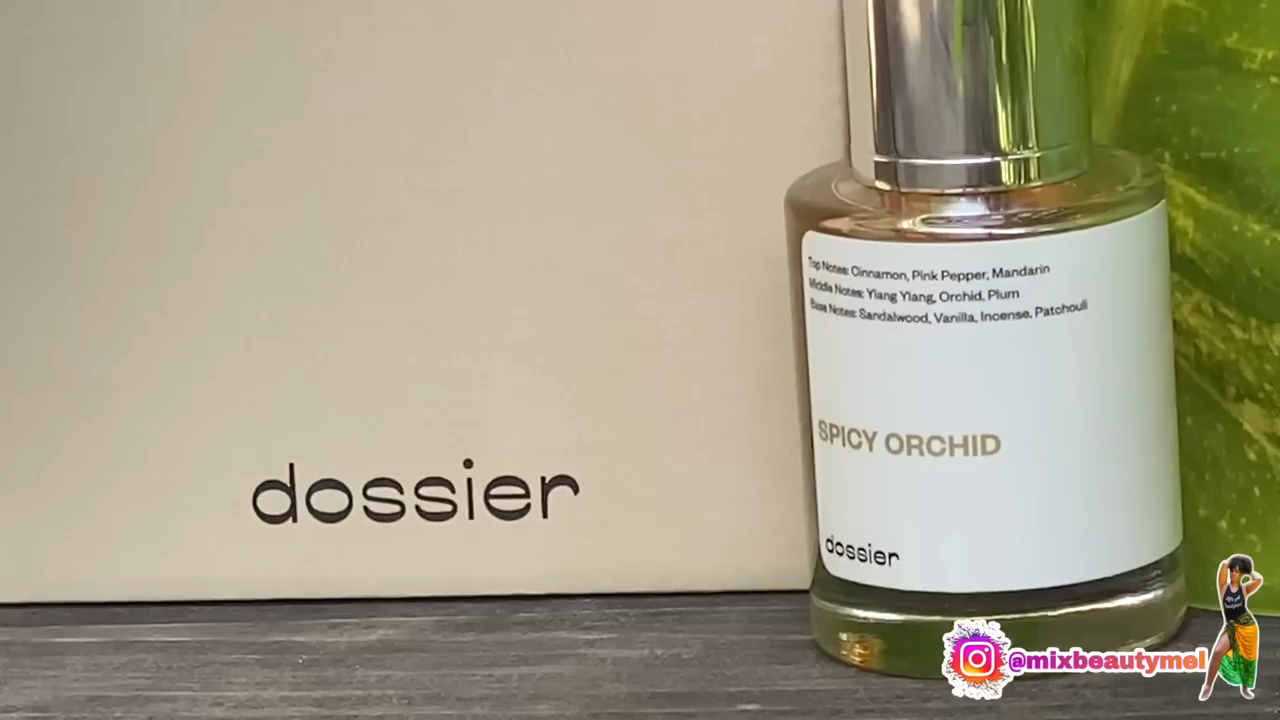 dossier
Top Notes: Cinnamon, Pink Pepper, Mandarin
Middle Notes: Ylang Ylang, Orchid, Plum
Base Notes: Sandalwood, Vanilla, Incense, Patchouli
SPICY ORCHID
dossier
@mixbeautymel